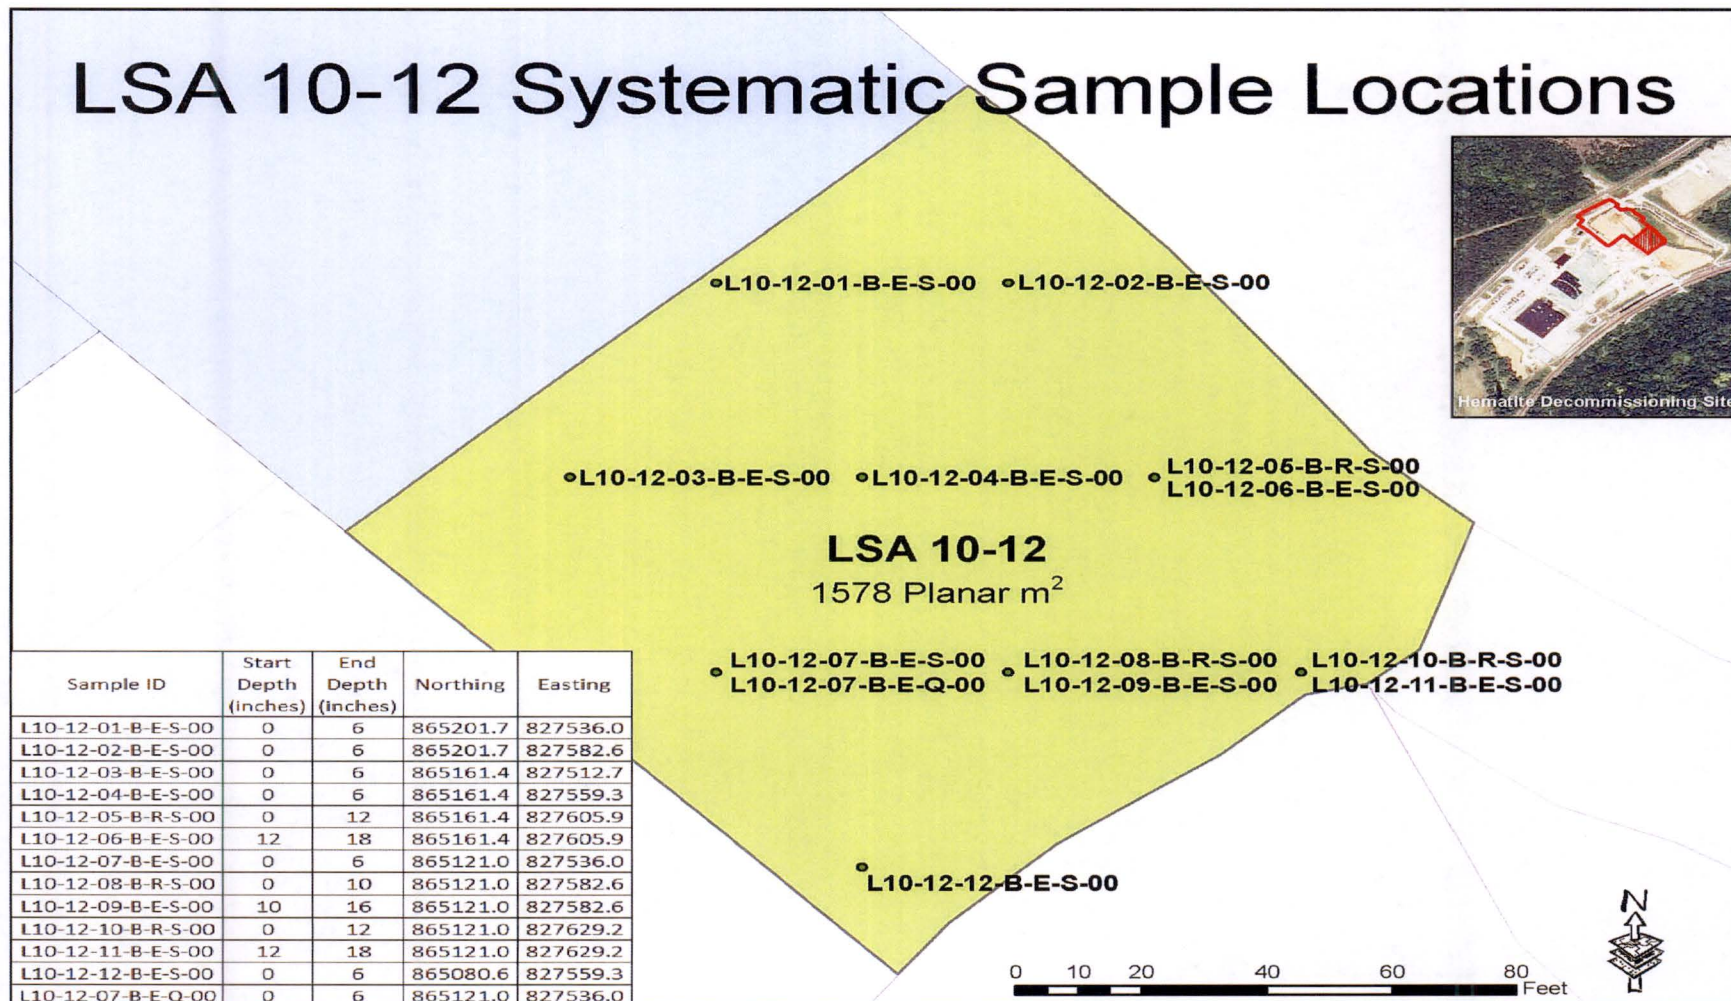 LSA 10-12 Systematic Sample Locations
Hematite Decommissioning Site
L10-12-01-B-E-S-00
L10-12-02-B-E-S-00
L10-12-03-B-E-S-00
L10-12-04-B-E-S-00
L10-12-05-B-R-S-00
L10-12-06-B-E-S-00
LSA 10-12
1578 Planar m²
L10-12-07-B-E-S-00
L10-12-07-B-E-Q-00
L10-12-08-B-R-S-00
L10-12-09-B-E-S-00
L10-12-10-B-R-S-00
L10-12-11-B-E-S-00
L10-12-12-B-E-S-00
Sample ID Start Depth (inches) End Depth (inches) Northing Easting
L10-12-01-B-E-S-00 0 6 865201.7 827536.0
L10-12-02-B-E-S-00 0 6 865201.7 827582.6
L10-12-03-B-E-S-00 0 6 865161.4 827512.7
L10-12-04-B-E-S-00 0 6 865161.4 827559.3
L10-12-05-B-R-S-00 0 12 865161.4 827605.9
L10-12-06-B-E-S-00 12 18 865161.4 827605.9
L10-12-07-B-E-S-00 0 6 865121.0 827536.0
L10-12-08-B-R-S-00 0 10 865121.0 827582.6
L10-12-09-B-E-S-00 10 16 865121.0 827582.6
L10-12-10-B-R-S-00 0 12 865121.0 827629.2
L10-12-11-B-E-S-00 12 18 865121.0 827629.2
L10-12-12-B-E-S-00 0 6 865080.6 827559.3
L10-12-07-B-E-Q-00 0 6 865121.0 827536.0
0 10 20 40 60 80
Feet
N